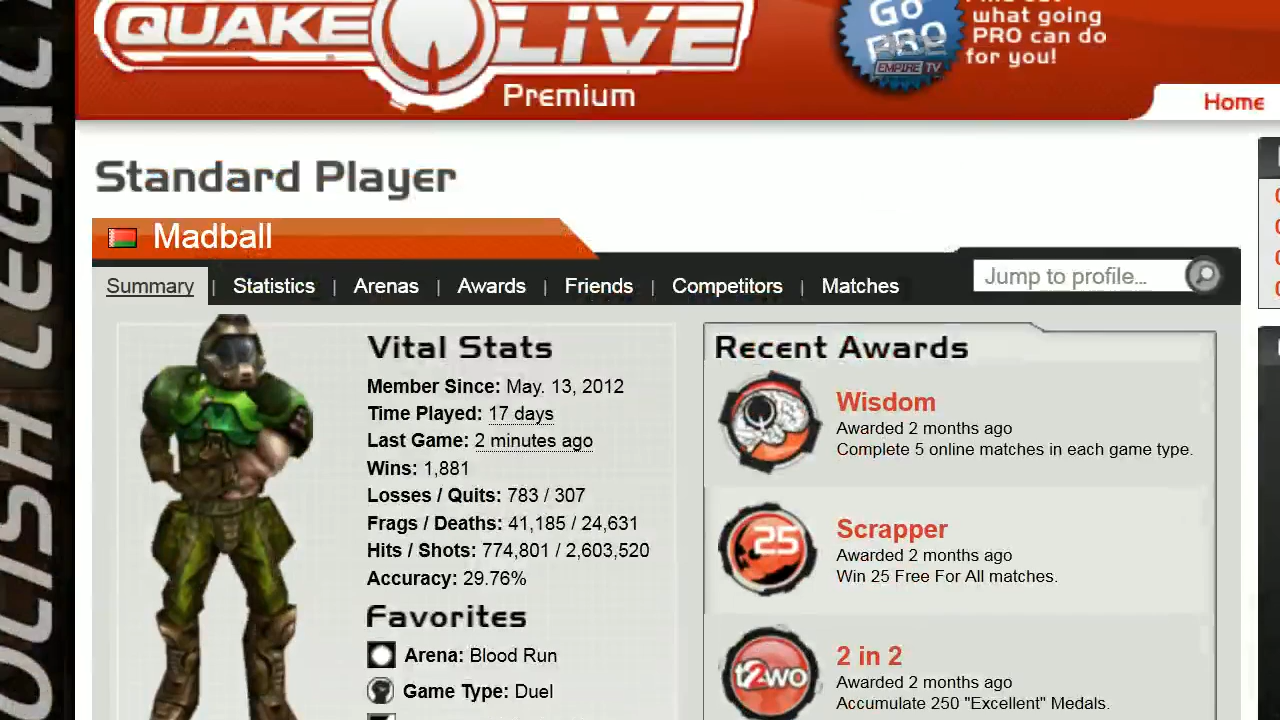 QUAKE LIVE
Premium
GO PRO
EMPIRE TV
what going
PRO can do
for you!
Home
OLISH LEGAC
Standard Player
Madball
Summary | Statistics | Arenas | Awards | Friends | Competitors | Matches
Jump to profile...
Vital Stats
Member Since: May. 13, 2012
Time Played: 17 days
Last Game: 2 minutes ago
Wins: 1,881
Losses / Quits: 783 / 307
Frags / Deaths: 41,185 / 24,631
Hits / Shots: 774,801 / 2,603,520
Accuracy: 29.76%
Favorites
Arena: Blood Run
Game Type: Duel
Recent Awards
Wisdom
Awarded 2 months ago
Complete 5 online matches in each game type.
25
Scrapper
Awarded 2 months ago
Win 25 Free For All matches.
t2wo
2 in 2
Awarded 2 months ago
Accumulate 250 "Excellent" Medals.